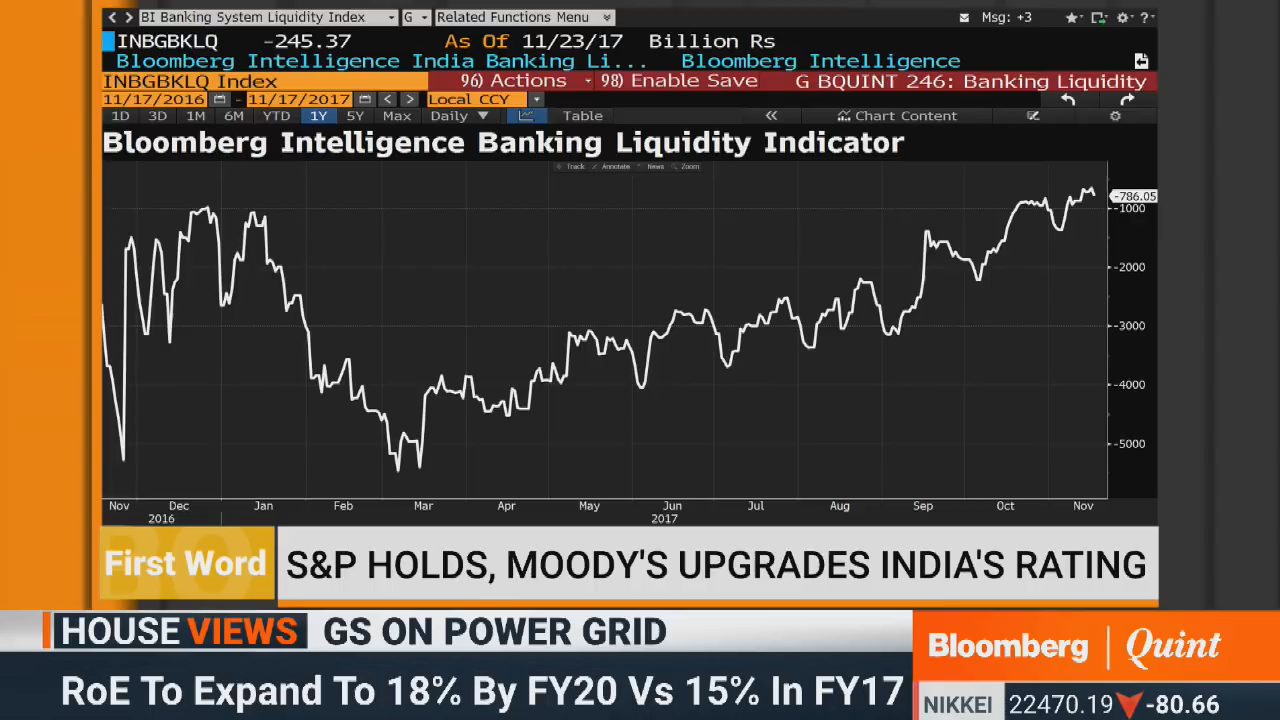 BI Banking System Liquidity Index G Related Functions Menu Msg: +3
INBGBKLQ -245.37 As Of 11/23/17 Billion Rs
Bloomberg Intelligence India Banking Li... Bloomberg Intelligence
INBGBKLQ Index 96) Actions 98) Enable Save G BQUINT 246: Banking Liquidity
11/17/2016 - 11/17/2017 Local CCY
1D 3D 1M 6M YTD 1Y 5Y Max Daily Table Chart Content
Bloomberg Intelligence Banking Liquidity Indicator
Track Annotate News Zoom
-786.05
-1000
-2000
-3000
-4000
-5000
Nov Dec Jan Feb Mar Apr May Jun Jul Aug Sep Oct Nov
2016 2017
First Word S&P HOLDS, MOODY'S UPGRADES INDIA'S RATING
HOUSE VIEWS GS ON POWER GRID
RoE To Expand To 18% By FY20 Vs 15% In FY17
Bloomberg | Quint
NIKKEI 22470.19 -80.66